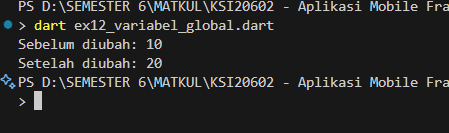 PS D:\SEMESTER 6\MATKUL\KSI20602 - Aplikasi Mobile Fra
> dart ex12_variabel_global.dart
Sebelum diubah: 10
Setelah diubah: 20
PS D:\SEMESTER 6\MATKUL\KSI20602 - Aplikasi Mobile Fra
>